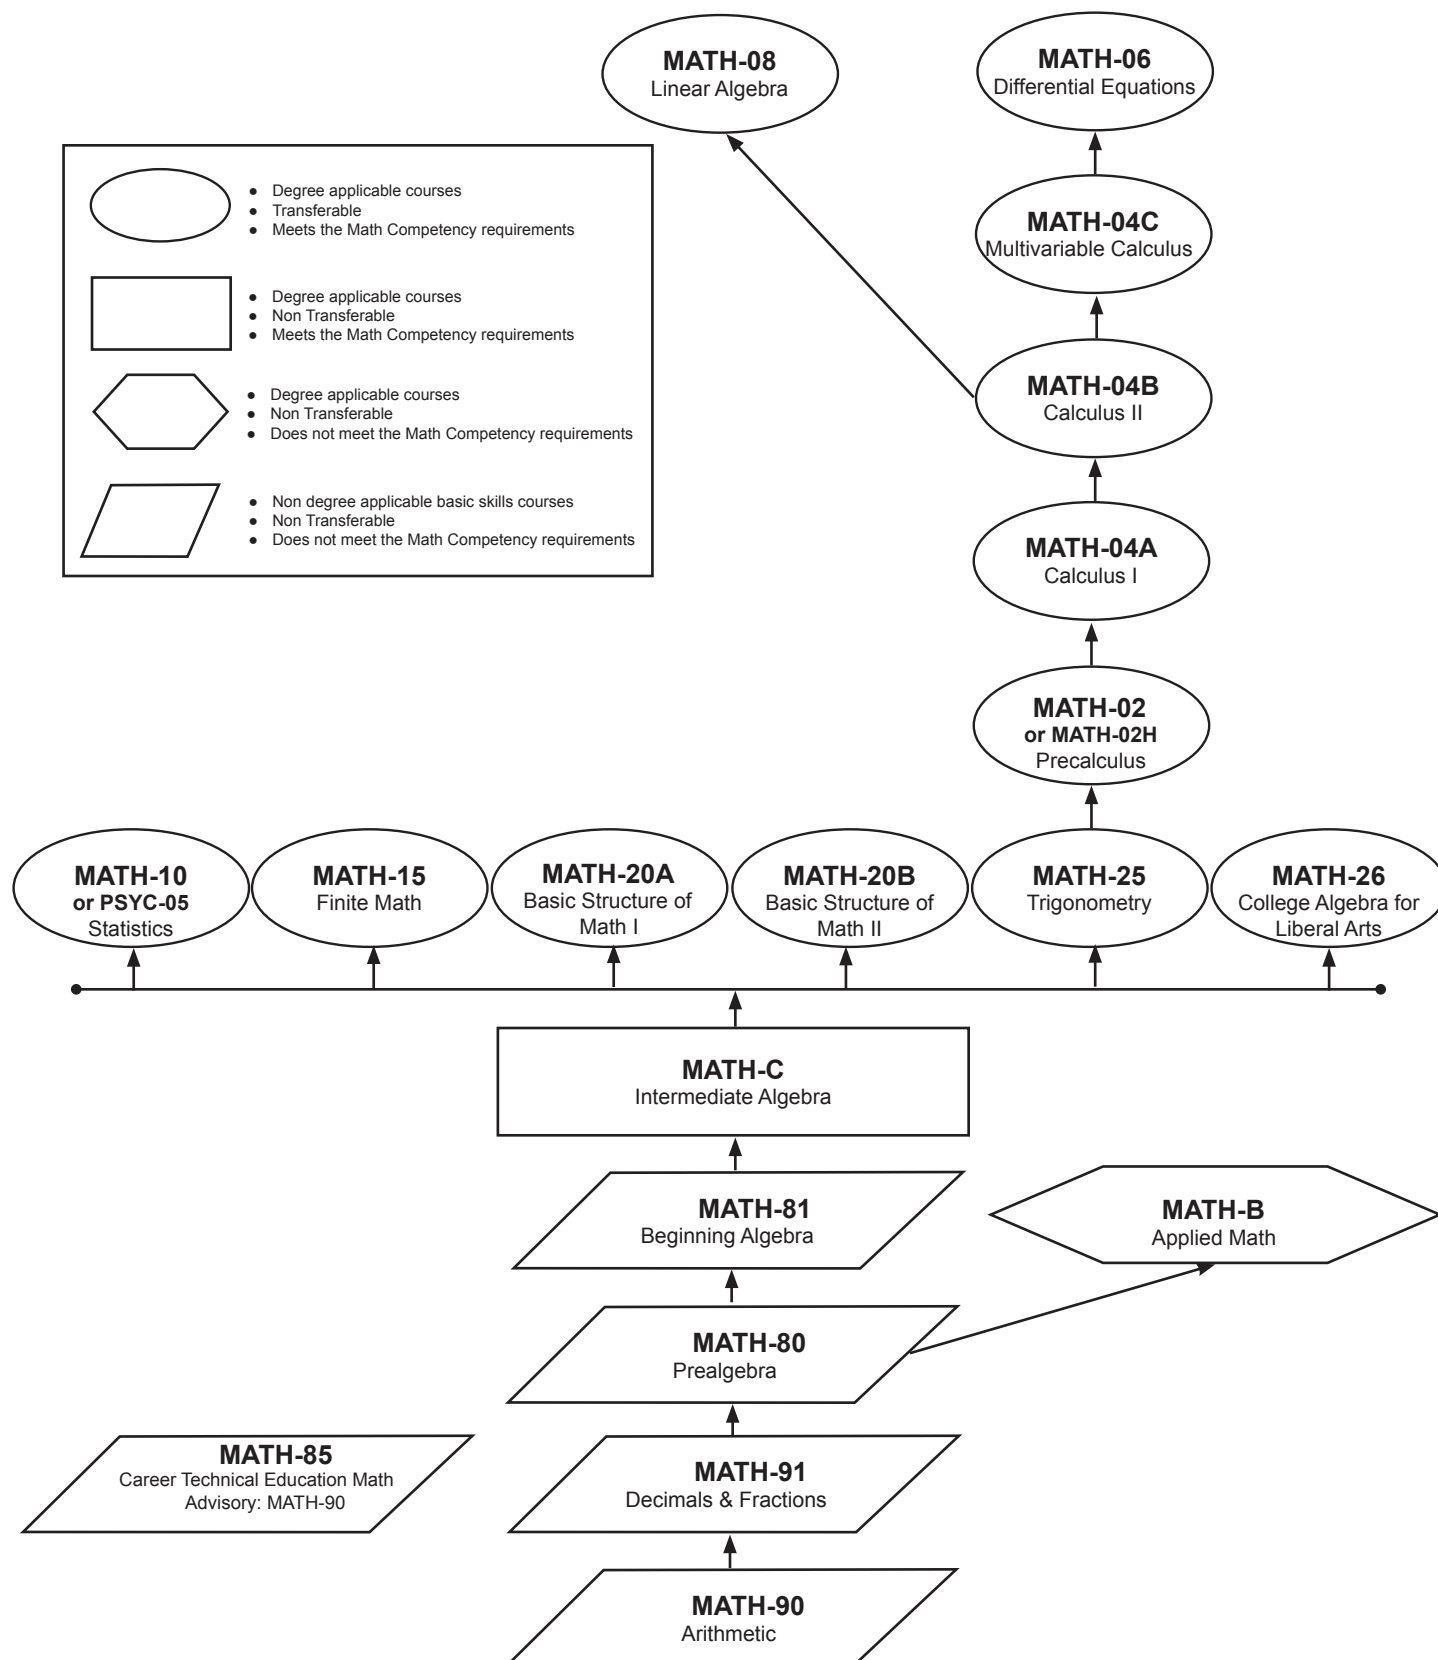 MATH-08
Linear Algebra
MATH-06
Differential Equations
● Degree applicable courses
● Transferable
● Meets the Math Competency requirements
● Degree applicable courses
● Non Transferable
● Meets the Math Competency requirements
● Degree applicable courses
● Non Transferable
● Does not meet the Math Competency requirements
● Non degree applicable basic skills courses
● Non Transferable
● Does not meet the Math Competency requirements
MATH-04C
Multivariable Calculus
MATH-04B
Calculus II
MATH-04A
Calculus I
MATH-02
or MATH-02H
Precalculus
MATH-10
or PSYC-05
Statistics
MATH-15
Finite Math
MATH-20A
Basic Structure of
Math I
MATH-20B
Basic Structure of
Math II
MATH-25
Trigonometry
MATH-26
College Algebra for
Liberal Arts
MATH-C
Intermediate Algebra
MATH-81
Beginning Algebra
MATH-B
Applied Math
MATH-80
Prealgebra
MATH-85
Career Technical Education Math
Advisory: MATH-90
MATH-91
Decimals & Fractions
MATH-90
Arithmetic